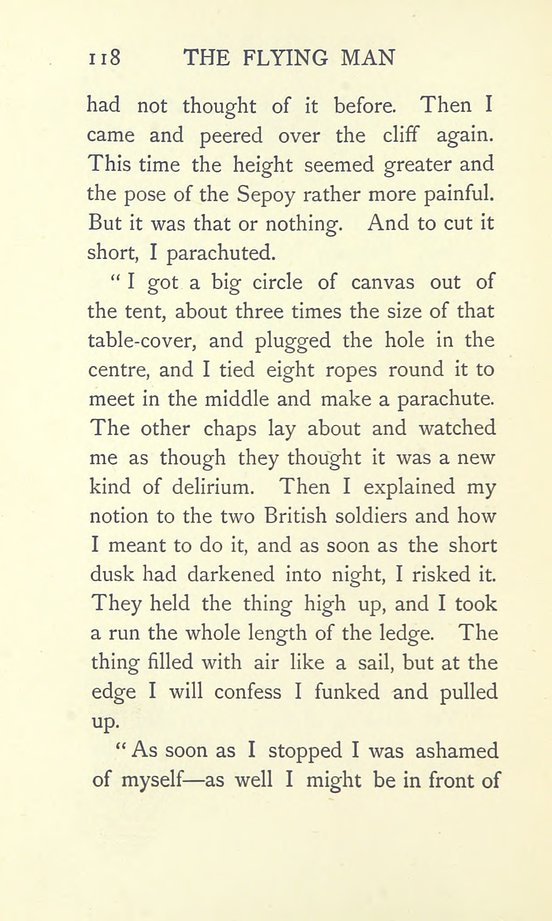 118 THE FLYING MAN
had not thought of it before. Then I
came and peered over the cliff again.
This time the height seemed greater and
the pose of the Sepoy rather more painful.
But it was that or nothing. And to cut it
short, I parachuted.
“ I got a big circle of canvas out of
the tent, about three times the size of that
table-cover, and plugged the hole in the
centre, and I tied eight ropes round it to
meet in the middle and make a parachute.
The other chaps lay about and watched
me as though they thought it was a new
kind of delirium. Then I explained my
notion to the two British soldiers and how
I meant to do it, and as soon as the short
dusk had darkened into night, I risked it.
They held the thing high up, and I took
a run the whole length of the ledge. The
thing filled with air like a sail, but at the
edge I will confess I funked and pulled
up.
“ As soon as I stopped I was ashamed
of myself—as well I might be in front of